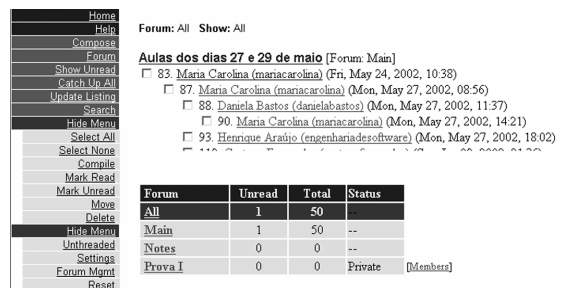 Home
Help
Compose
Forum
Show Unread
Catch Up All
Update Listing
Search
Hide Menu
Select All
Select None
Compile
Mark Read
Mark Unread
Move
Delete
Hide Menu
Unthreaded
Settings
Forum Mgmt
Reset
Forum: All Show: All
Aulas dos dias 27 e 29 de maio [Forum: Main]
83. Maria Carolina (mariacarolina) (Fri, May 24, 2002, 10:38)
87. Maria Carolina (mariacarolina) (Mon, May 27, 2002, 08:56)
88. Daniela Bastos (danielabastos) (Mon, May 27, 2002, 11:37)
90. Maria Carolina (mariacarolina) (Mon, May 27, 2002, 14:21)
93. Henrique Araújo (engenhariadesoftware) (Mon, May 27, 2002, 18:02)
Forum Unread Total Status
All 1 50 --
Main 1 50 --
Notes 0 0 --
Prova I 0 0 Private [Members]